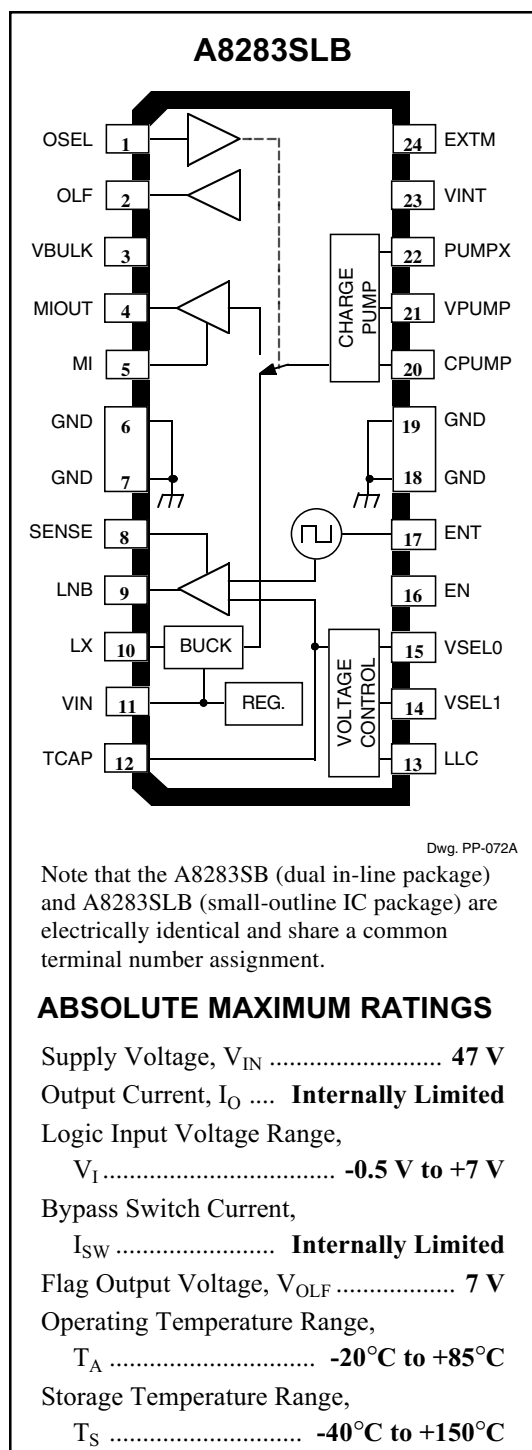 A8283SLB
OSEL 1
OLF 2
VBULK 3
MIOUT 4
MI 5
GND 6
GND 7
SENSE 8
LNB 9
LX 10
VIN 11
TCAP 12
24 EXTM
23 VINT
22 PUMPX
21 VPUMP
20 CPUMP
19 GND
18 GND
17 ENT
16 EN
15 VSEL0
14 VSEL1
13 LLC
CHARGE
PUMP
BUCK
REG.
VOLTAGE
CONTROL
Dwg. PP-072A
Note that the A8283SB (dual in-line package)
and A8283SLB (small-outline IC package) are
electrically identical and share a common
terminal number assignment.
ABSOLUTE MAXIMUM RATINGS
Supply Voltage, VIN ......................... 47 V
Output Current, IO .... Internally Limited
Logic Input Voltage Range,
VI .................................. -0.5 V to +7 V
Bypass Switch Current,
ISW ....................... Internally Limited
Flag Output Voltage, VOLF ................. 7 V
Operating Temperature Range,
TA .............................. -20°C to +85°C
Storage Temperature Range,
TS ............................ -40°C to +150°C